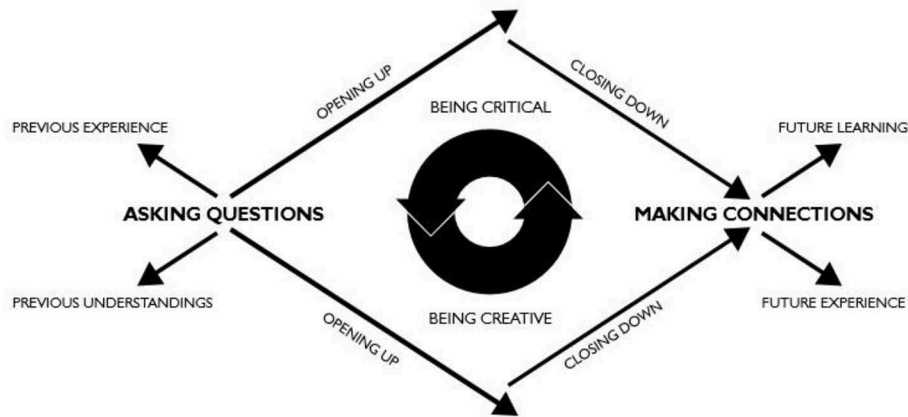 OPENING UP
CLOSING DOWN
BEING CRITICAL
PREVIOUS EXPERIENCE
FUTURE LEARNING
ASKING QUESTIONS
MAKING CONNECTIONS
PREVIOUS UNDERSTANDINGS
FUTURE EXPERIENCE
BEING CREATIVE
OPENING UP
CLOSING DOWN